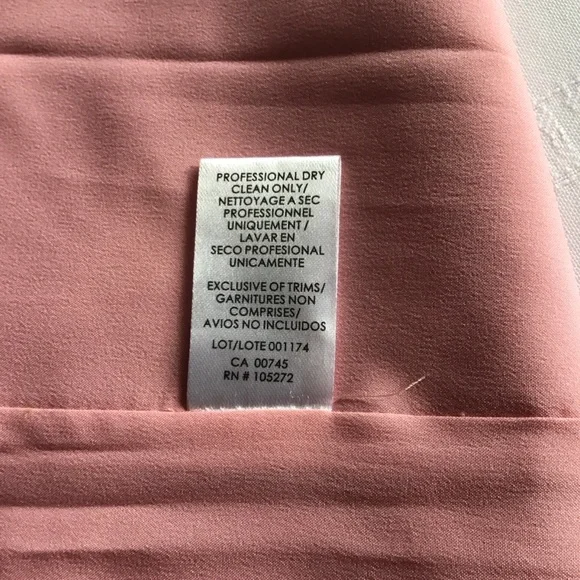 PROFESSIONAL DRY
CLEAN ONLY/
NETTOYAGE A SEC
PROFESSIONNEL
UNIQUEMENT /
LAVAR EN
SECO PROFESIONAL
UNICAMENTE
EXCLUSIVE OF TRIMS/
GARNITURES NON
COMPRISES/
AVIOS NO INCLUIDOS
LOT/LOTE 001174
CA 00745
RN # 105272